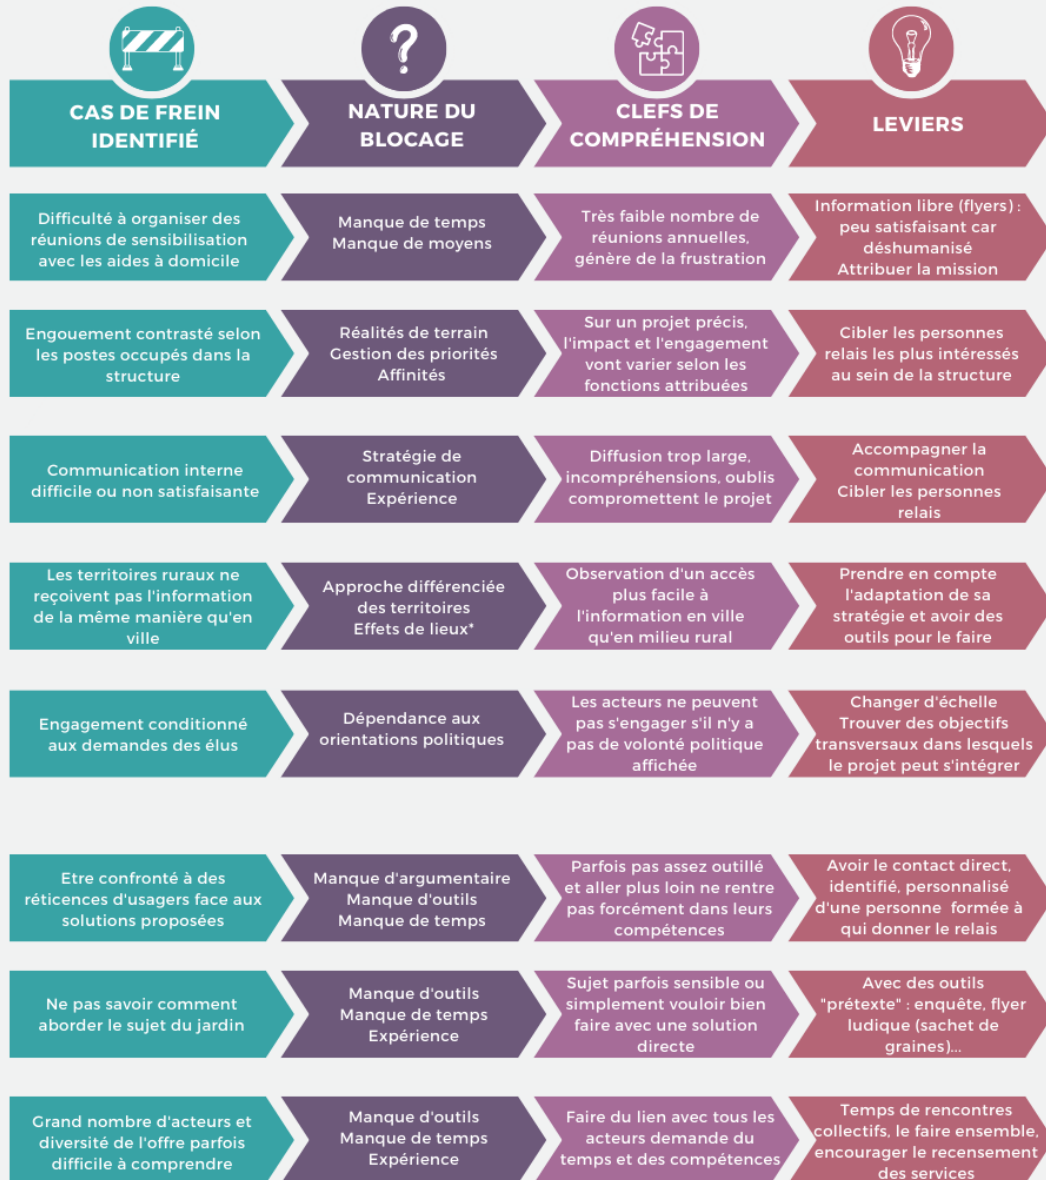 CAS DE FREIN
IDENTIFIÉ
NATURE DU
BLOCAGE
CLEFS DE
COMPRÉHENSION
LEVIERS
Difficulté à organiser des
réunions de sensibilisation
avec les aides à domicile
Manque de temps
Manque de moyens
Très faible nombre de
réunions annuelles,
génère de la frustration
Information libre (flyers) :
peu satisfaisant car
déshumanisé
Attribuer la mission
Engouement contrasté selon
les postes occupés dans la
structure
Réalités de terrain
Gestion des priorités
Affinités
Sur un projet précis,
l'impact et l'engagement
vont varier selon les
fonctions attribuées
Cibler les personnes
relais les plus intéressés
au sein de la structure
Communication interne
difficile ou non satisfaisante
Stratégie de
communication
Expérience
Diffusion trop large,
incompréhensions, oublis
compromettent le projet
Accompagner la
communication
Cibler les personnes
relais
Les territoires ruraux ne
reçoivent pas l'information
de la même manière qu'en
ville
Approche différenciée
des territoires
Effets de lieux*
Observation d'un accès
plus facile à
l'information en ville
qu'en milieu rural
Prendre en compte
l'adaptation de sa
stratégie et avoir des
outils pour le faire
Engagement conditionné
aux demandes des élus
Dépendance aux
orientations politiques
Les acteurs ne peuvent
pas s'engager s'il n'y a
pas de volonté politique
affichée
Changer d'échelle
Trouver des objectifs
transversaux dans lesquels
le projet peut s'intégrer
Etre confronté à des
réticences d'usagers face aux
solutions proposées
Manque d'argumentaire
Manque d'outils
Manque de temps
Parfois pas assez outillé
et aller plus loin ne rentre
pas forcément dans leurs
compétences
Avoir le contact direct,
identifié, personnalisé
d'une personne formée à
qui donner le relais
Ne pas savoir comment
aborder le sujet du jardin
Manque d'outils
Manque de temps
Expérience
Sujet parfois sensible ou
simplement vouloir bien
faire avec une solution
directe
Avec des outils
"prétexte" : enquête, flyer
ludique (sachet de
graines)...
Grand nombre d'acteurs et
diversité de l'offre parfois
difficile à comprendre
Manque d'outils
Manque de temps
Expérience
Faire du lien avec tous les
acteurs demande du
temps et des compétences
Temps de rencontres
collectifs, le faire ensemble,
encourager le recensement
des services